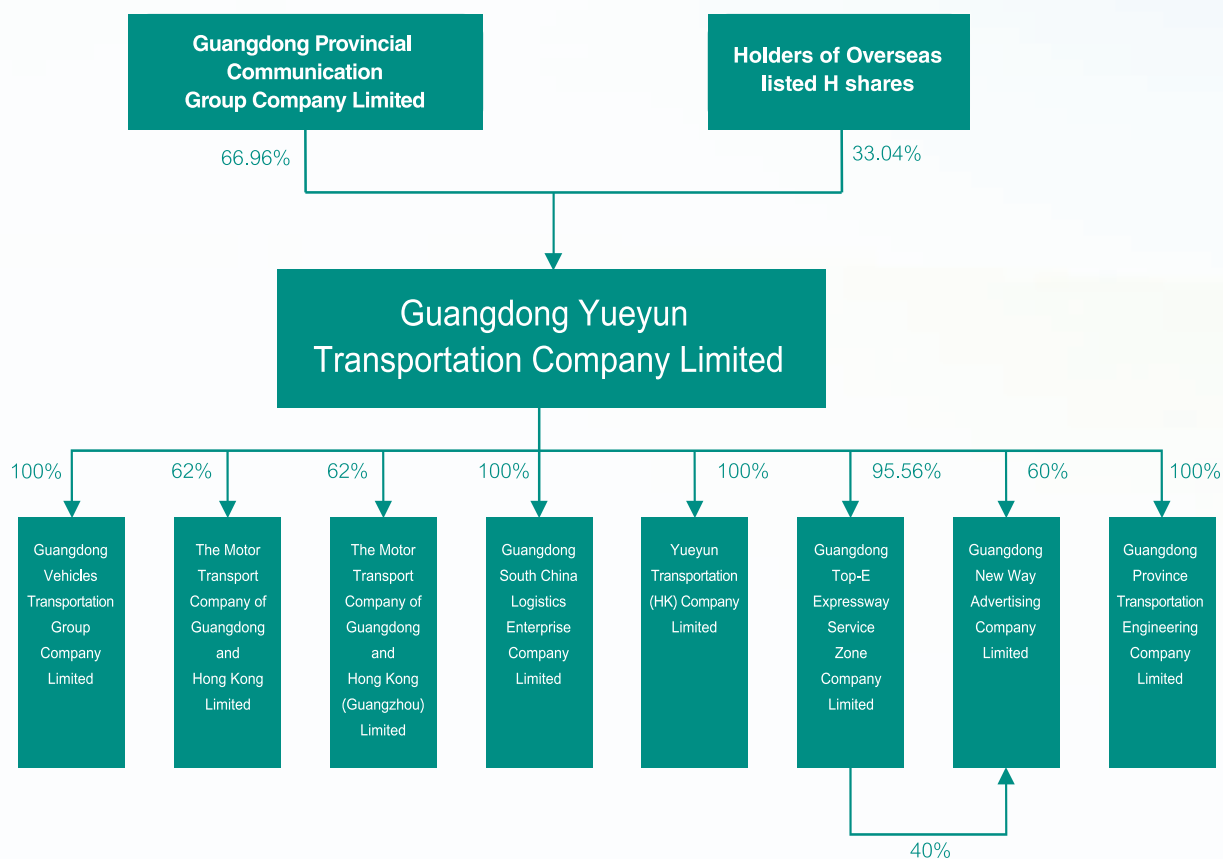 Guangdong Provincial
Communication
Group Company Limited
Holders of Overseas
listed H shares
66.96%
33.04%
Guangdong Yueyun
Transportation Company Limited
100%
62%
62%
100%
100%
95.56%
60%
100%
Guangdong
Vehicles
Transportation
Group
Company
Limited
The Motor
Transport
Company of
Guangdong
and
Hong Kong
Limited
The Motor
Transport
Company of
Guangdong
and
Hong Kong
(Guangzhou)
Limited
Guangdong
South China
Logistics
Enterprise
Company
Limited
Yueyun
Transportation
(HK) Company
Limited
Guangdong
Top-E
Expressway
Service
Zone
Company
Limited
Guangdong
New Way
Advertising
Company
Limited
Guangdong
Province
Transportation
Engineering
Company
Limited
40%